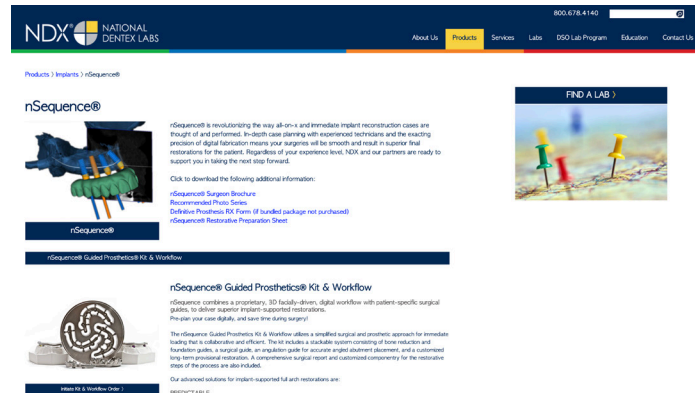 800.678.4140
NDX® NATIONAL
DENTEX LABS
About Us Products Services Labs DSO Lab Program Education Contact Us
Products > Implants > nSequence®
nSequence®
FIND A LAB >
nSequence® is revolutionizing the way all-on-x and immediate implant reconstruction cases are
thought of and performed. In-depth case planning with experienced technicians and the exacting
precision of digital fabrication means your surgeries will be smooth and result in superior final
restorations for the patient. Regardless of your experience level, NDX and our partners are ready to
support you in taking the next step forward.
Click to download the following additional information:
nSequence® Surgeon Brochure
Recommended Photo Series
Definitive Prosthesis RX Form (if bundled package not purchased)
nSequence® Restorative Preparation Sheet
nSequence®
nSequence® Guided Prosthetics® Kit & Workflow
nSequence® Guided Prosthetics® Kit & Workflow
nSequence combines a proprietary, 3D facially-driven, digital workflow with patient-specific surgical
guides, to deliver superior implant-supported restorations.
Pre-plan your case digitally, and save time during surgery!
The nSequence Guided Prosthetics Kit & Workflow utilizes a simplified surgical and prosthetic approach for immediate
loading that is collaborative and efficient. The kit includes a stackable system consisting of bone reduction and
foundation guides, a surgical guide, an angulation guide for accurate angled abutment placement, and a customized
long-term provisional restoration. A comprehensive surgical report and customized componentry for the restorative
steps of the process are also included.
Our advanced solutions for implant-supported full arch restorations are:
Initiate Kit & Workflow Order >
PREDICTABLE